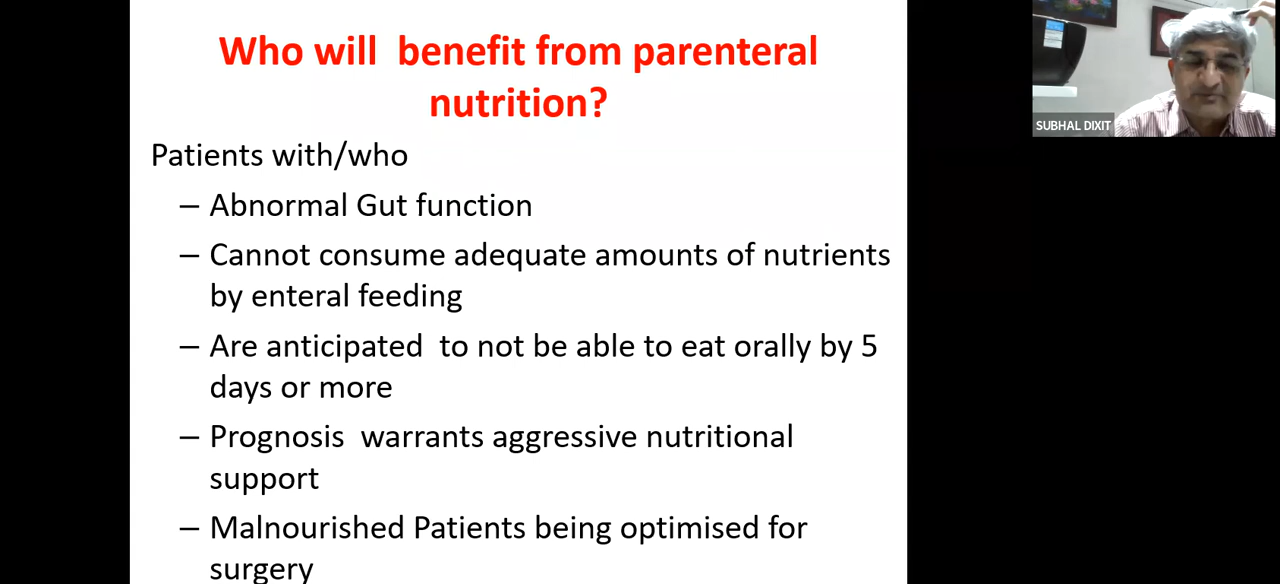 Who will  benefit from parenteral
nutrition?
Patients with/who
– Abnormal Gut function
– Cannot consume adequate amounts of nutrients
by enteral feeding
– Are anticipated  to not be able to eat orally by 5
days or more
– Prognosis  warrants aggressive nutritional
support
– Malnourished Patients being optimised for
surgery
SUBHAL DIXIT